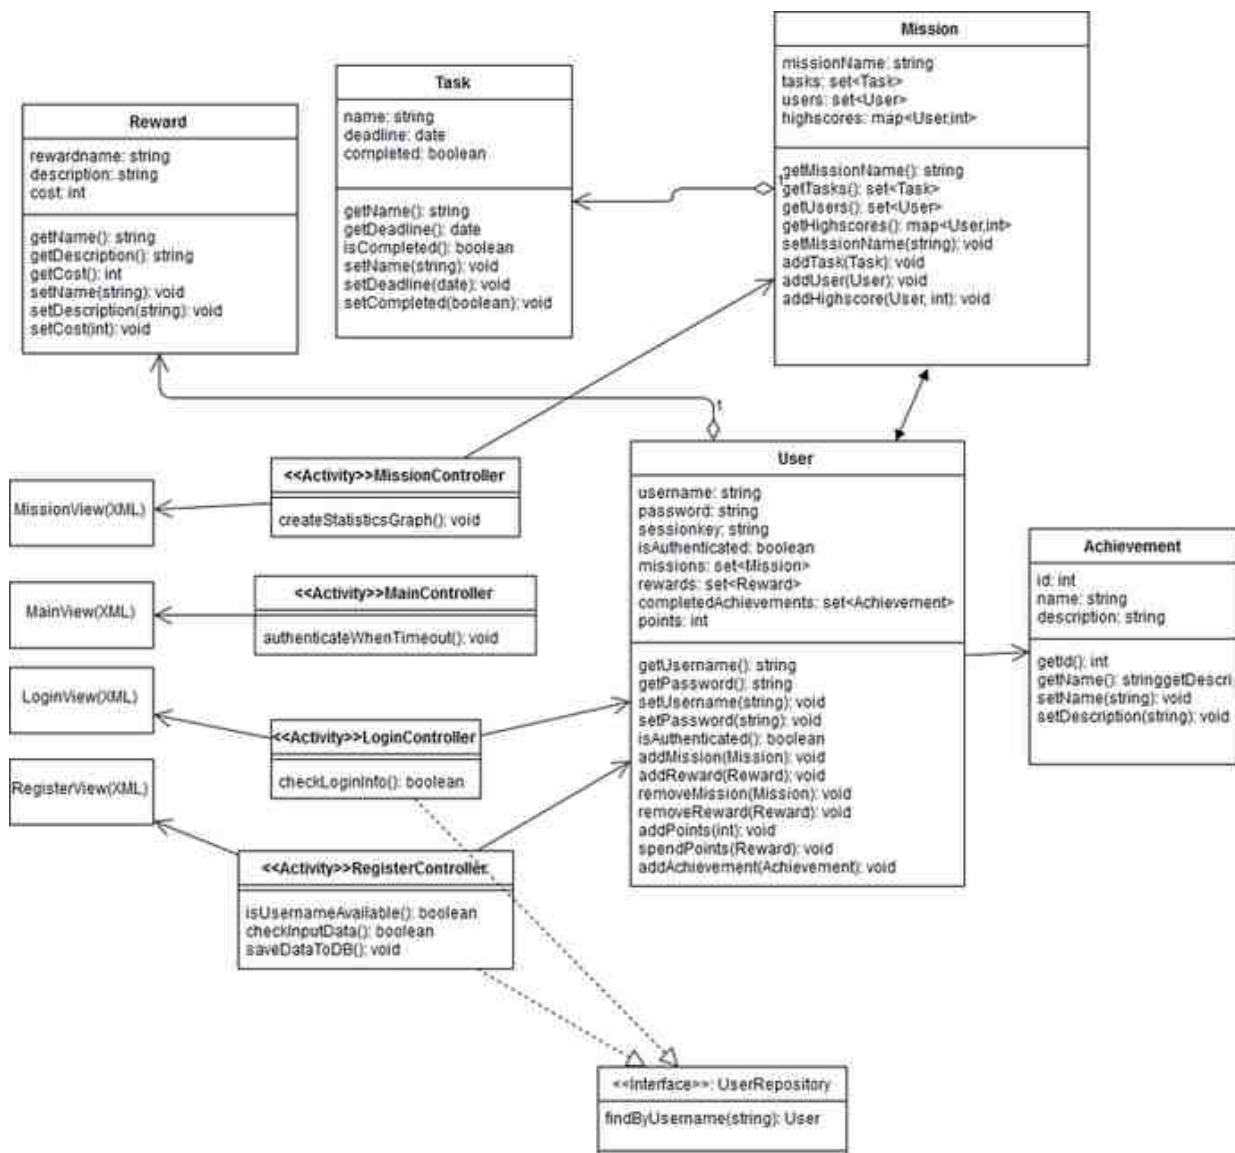 Mission
missionName: string
tasks: set<Task>
users: set<User>
highscores: map<User,int>
getMissionName(): string
getTasks(): set<Task>
getUsers(): set<User>
getHighscores(): map<User,int>
setMissionName(string): void
addTask(Task): void
addUser(User): void
addHighscore(User, int): void
1
Task
name: string
deadline: date
completed: boolean
getName(): string
getDeadline(): date
isCompleted(): boolean
setName(string): void
setDeadline(date): void
setCompleted(boolean): void
Reward
rewardname: string
description: string
cost: int
getName(): string
getDescription(): string
getCost(): int
setName(string): void
setDescription(string): void
setCost(int): void
1
<<Activity>>MissionController
createStatisticsGraph(): void
MissionView(XML)
<<Activity>>MainController
authenticateWhenTimeout(): void
MainView(XML)
LoginView(XML)
<<Activity>>LoginController
checkLoginInfo(): boolean
RegisterView(XML)
<<Activity>>RegisterController
isUsernameAvailable(): boolean
checkInputData(): boolean
saveDataToDB(): void
User
username: string
password: string
sessionkey: string
isAuthenticated: boolean
missions: set<Mission>
rewards: set<Reward>
completedAchievements: set<Achievement>
points: int
getUsername(): string
getPassword(): string
setUsername(string): void
setPassword(string): void
isAuthenticated(): boolean
addMission(Mission): void
addReward(Reward): void
removeMission(Mission): void
removeReward(Reward): void
addPoints(int): void
spendPoints(Reward): void
addAchievement(Achievement): void
Achievement
id: int
name: string
description: string
getId(): int
getName(): stringgetDescri
setName(string): void
setDescription(string): void
<<Interface>>: UserRepository
findByUsername(string): User